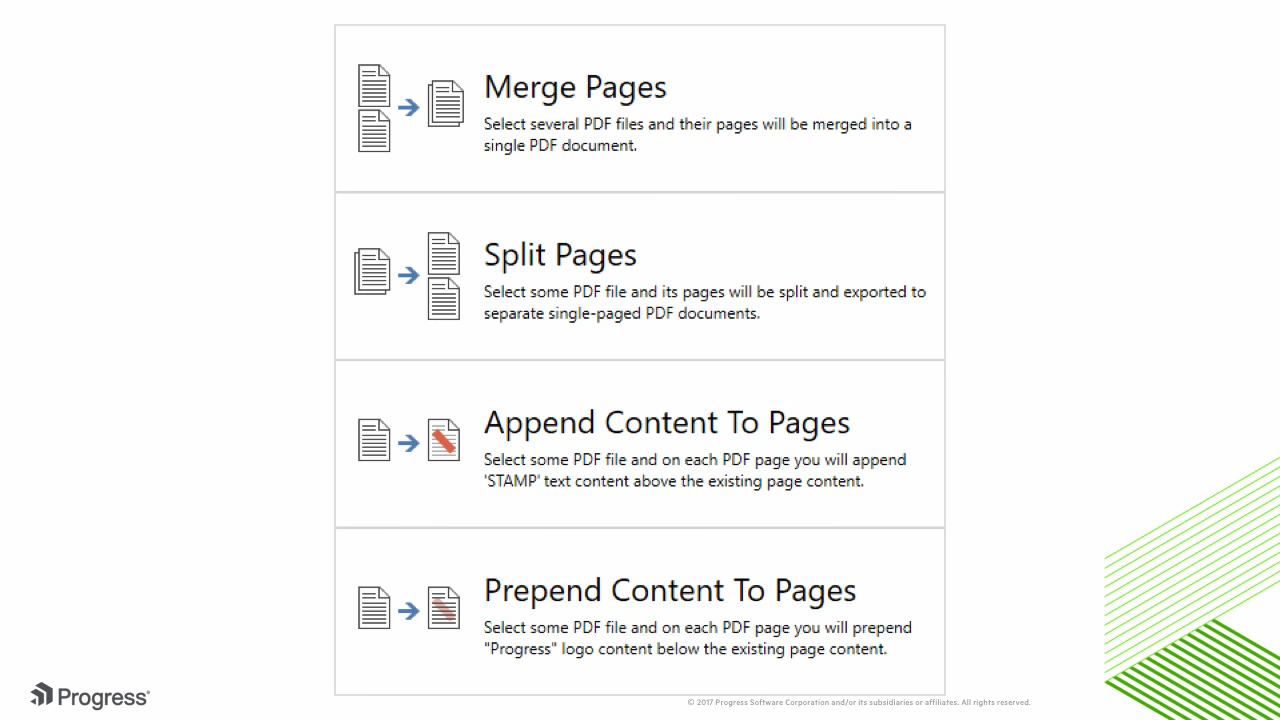 Merge Pages
Select several PDF files and their pages will be merged into a
single PDF document.
Split Pages
Select some PDF file and its pages will be split and exported to
separate single-paged PDF documents.
Append Content To Pages
Select some PDF file and on each PDF page you will append
'STAMP' text content above the existing page content.
Prepend Content To Pages
Select some PDF file and on each PDF page you will prepend
"Progress" logo content below the existing page content.
Progress®
© 2017 Progress Software Corporation and/or its subsidiaries or affiliates. All rights reserved.